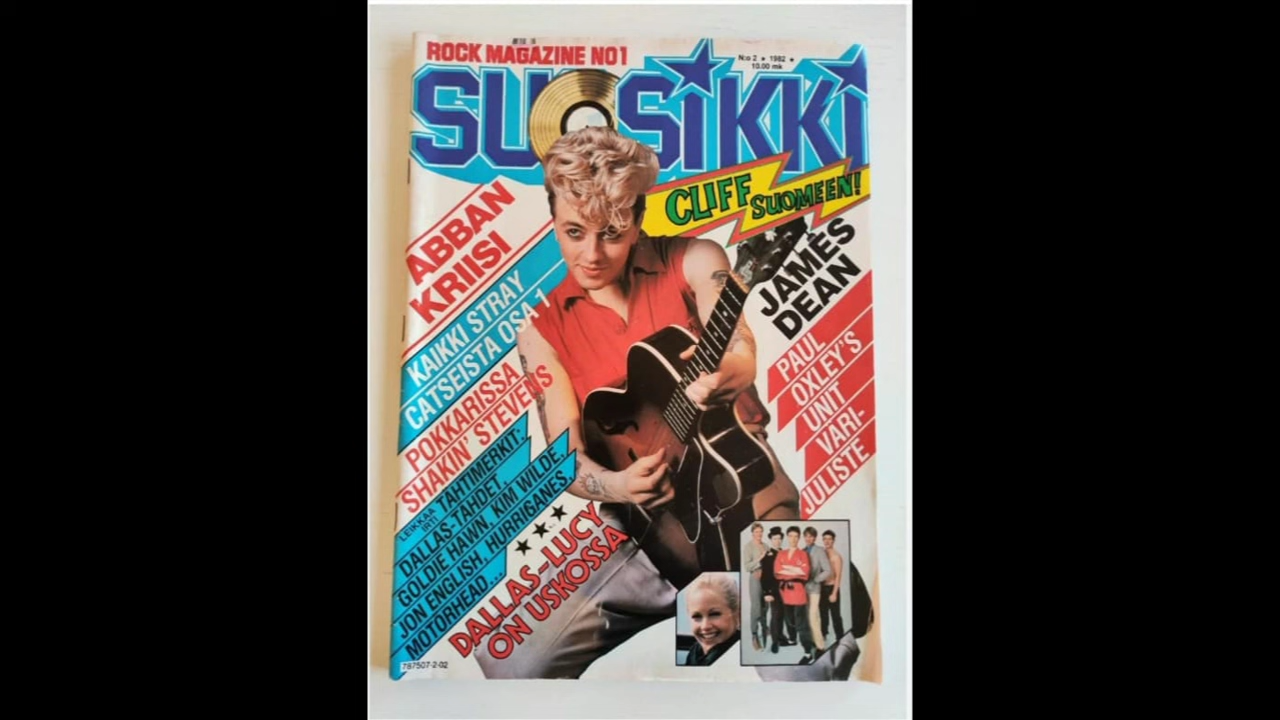 ROCK MAGAZINE NO1
N:o 2 ★ 1982 ★
10.00 mk
SUOSIKKI
CLIFF
SUOMEEN!
ABBAN
KRIISI
KAIKKI STRAY
CATSEISTA OSA 1
POKKARISSA
SHAKIN' STEVENS
LEIKKAA
IRTI TÄHTIMERKIT:
DALLAS-TÄHDET,
GOLDIE HAWN, KIM WILDE,
JON ENGLISH, HURRIGANES,
MOTÖRHEAD...
DALLAS-LUCY
ON USKOSSA
JAMES
DEAN
PAUL
OXLEY'S
UNIT
VÄRI-
JULISTE
787507-2-02